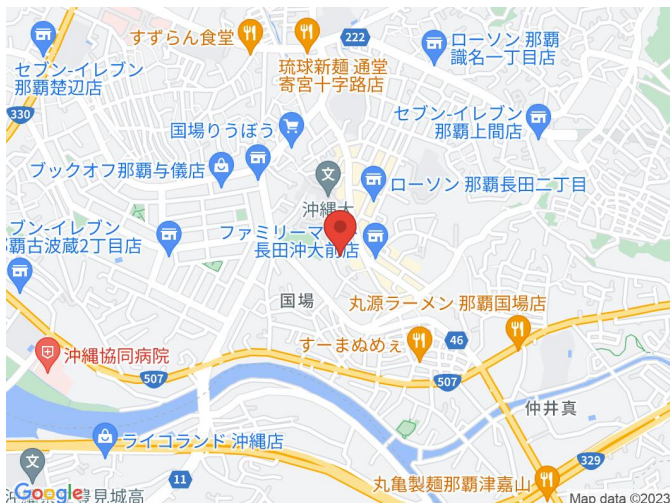 すずらん食堂
222
ローソン 那覇
識名一丁目店
琉球新麺 通堂
寄宮十字路店
セブン-イレブン
那覇楚辺店
330
セブン-イレブン
那覇上間店
国場りうぼう
ブックオフ那覇与儀店
ローソン 那覇長田二丁目
沖縄大
ファミリーマ
長田沖大前店
ブン-イレブン
覇古波蔵2丁目店
国場
丸源ラーメン 那覇国場店
すーまぬめぇ
46
沖縄協同病院
507
507
仲井真
ライコランド 沖縄店
329
11
丸亀製麺那覇津嘉山
豊見城高
Google
Map data ©2023